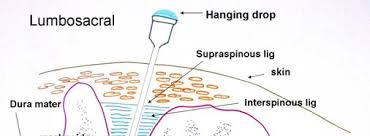 Lumbosacral
Hanging drop
Supraspinous lig
skin
Dura mater
Interspinous lig